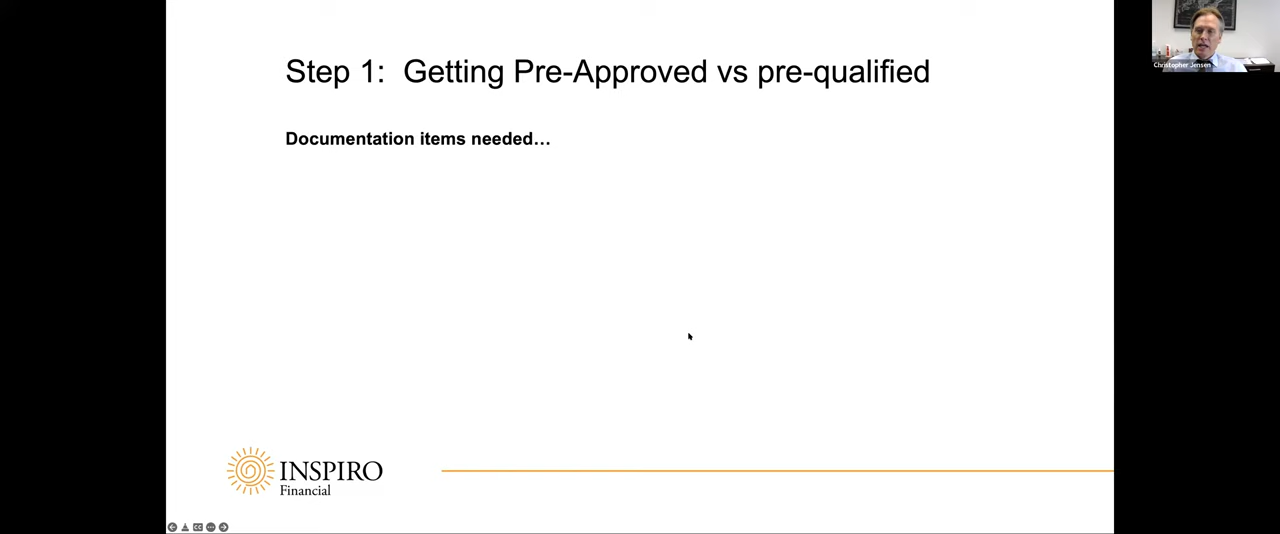 Step 1: Getting Pre-Approved vs pre-qualified
Christopher Jensen
Documentation items needed…
INSPIRO
Financial